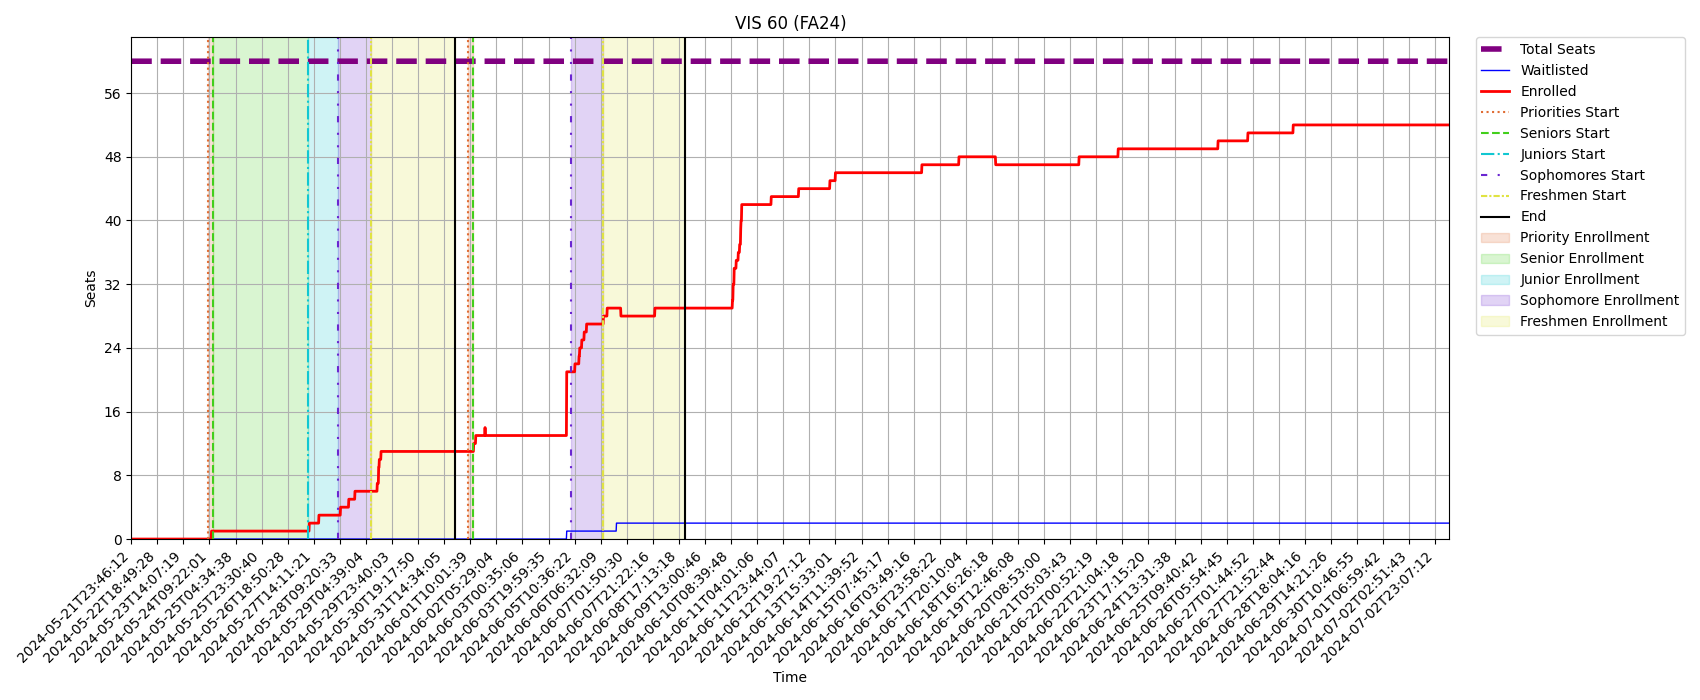 VIS 60 (FA24)
Seats
56
48
40
32
24
16
8
0
2024-05-21T23:46:12
2024-05-22T18:49:28
2024-05-23T14:07:19
2024-05-24T09:22:01
2024-05-25T04:34:38
2024-05-25T23:30:40
2024-05-26T18:50:28
2024-05-27T14:11:21
2024-05-28T09:20:33
2024-05-29T04:39:04
2024-05-29T23:40:03
2024-05-30T19:17:50
2024-05-31T14:34:05
2024-06-01T10:01:39
2024-06-02T05:29:04
2024-06-03T00:35:06
2024-06-03T19:59:35
2024-06-05T10:36:22
2024-06-06T06:32:09
2024-06-07T01:50:30
2024-06-07T21:22:16
2024-06-08T17:13:18
2024-06-09T13:00:46
2024-06-10T08:39:48
2024-06-11T04:01:06
2024-06-11T23:44:07
2024-06-12T19:27:12
2024-06-13T15:33:01
2024-06-14T11:39:52
2024-06-15T07:45:17
2024-06-16T03:49:16
2024-06-16T23:58:22
2024-06-17T20:10:04
2024-06-18T16:26:18
2024-06-19T12:46:09
2024-06-20T08:53:00
2024-06-21T05:03:43
2024-06-22T00:52:19
2024-06-22T21:04:18
2024-06-23T17:15:20
2024-06-24T13:31:38
2024-06-25T09:40:42
2024-06-26T05:54:45
2024-06-27T01:44:52
2024-06-27T21:52:44
2024-06-28T18:04:16
2024-06-29T14:21:26
2024-06-30T10:46:55
2024-07-01T06:59:42
2024-07-02T02:51:43
2024-07-02T23:07:12
Time
Total Seats
Waitlisted
Enrolled
Priorities Start
Seniors Start
Juniors Start
Sophomores Start
Freshmen Start
End
Priority Enrollment
Senior Enrollment
Junior Enrollment
Sophomore Enrollment
Freshmen Enrollment